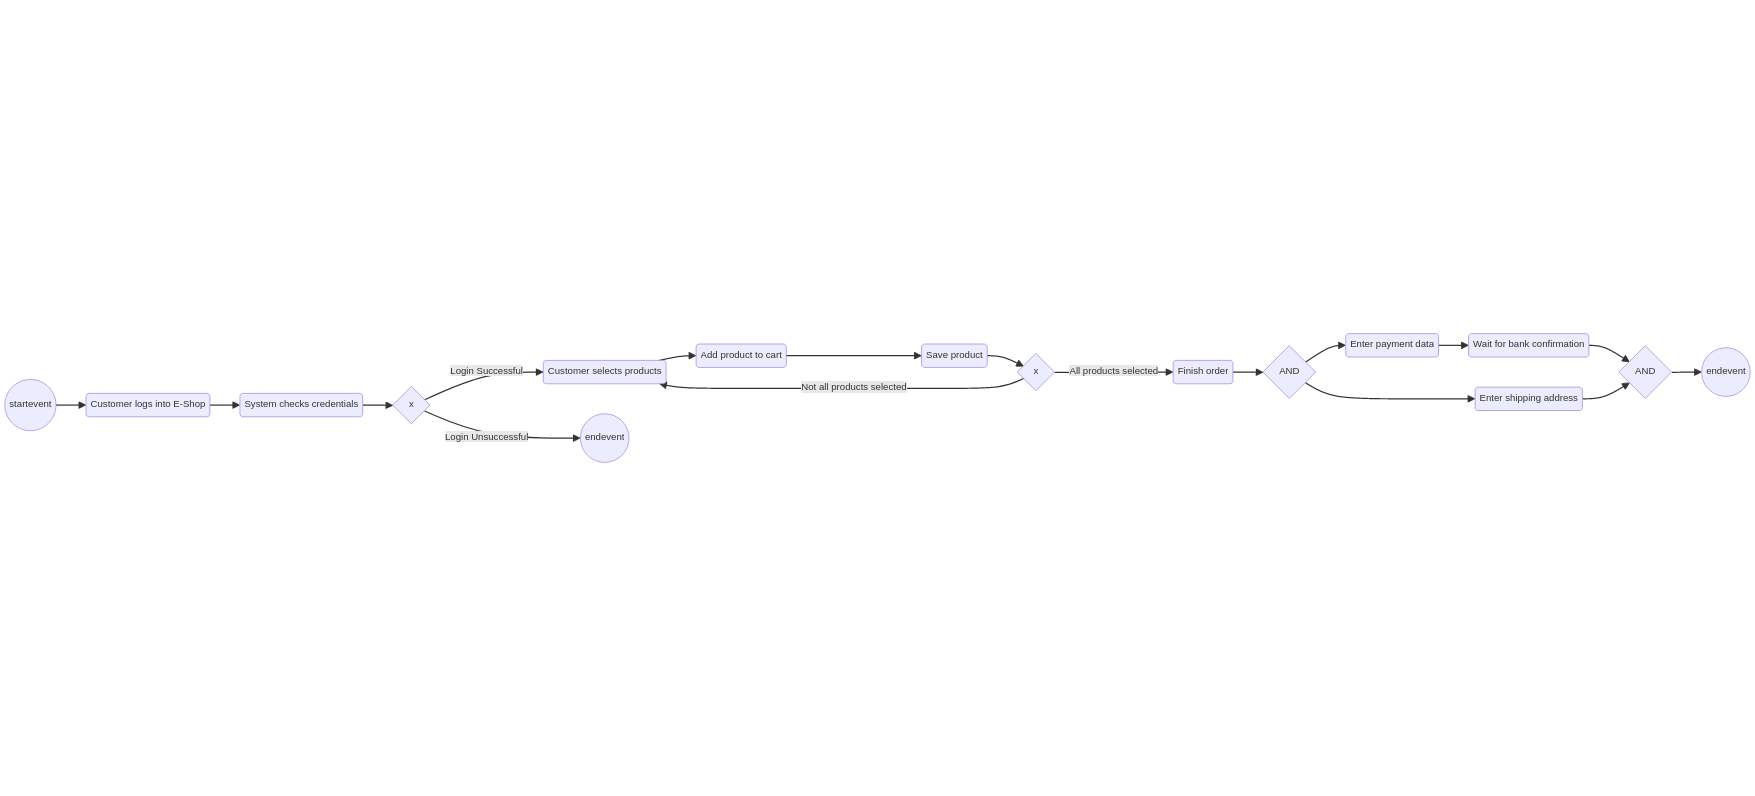 startevent
Customer logs into E-Shop
System checks credentials
x
Login Successful
Login Unsuccessful
Customer selects products
endevent
Add product to cart
Save product
Not all products selected
x
All products selected
Finish order
AND
Enter payment data
Wait for bank confirmation
Enter shipping address
AND
endevent